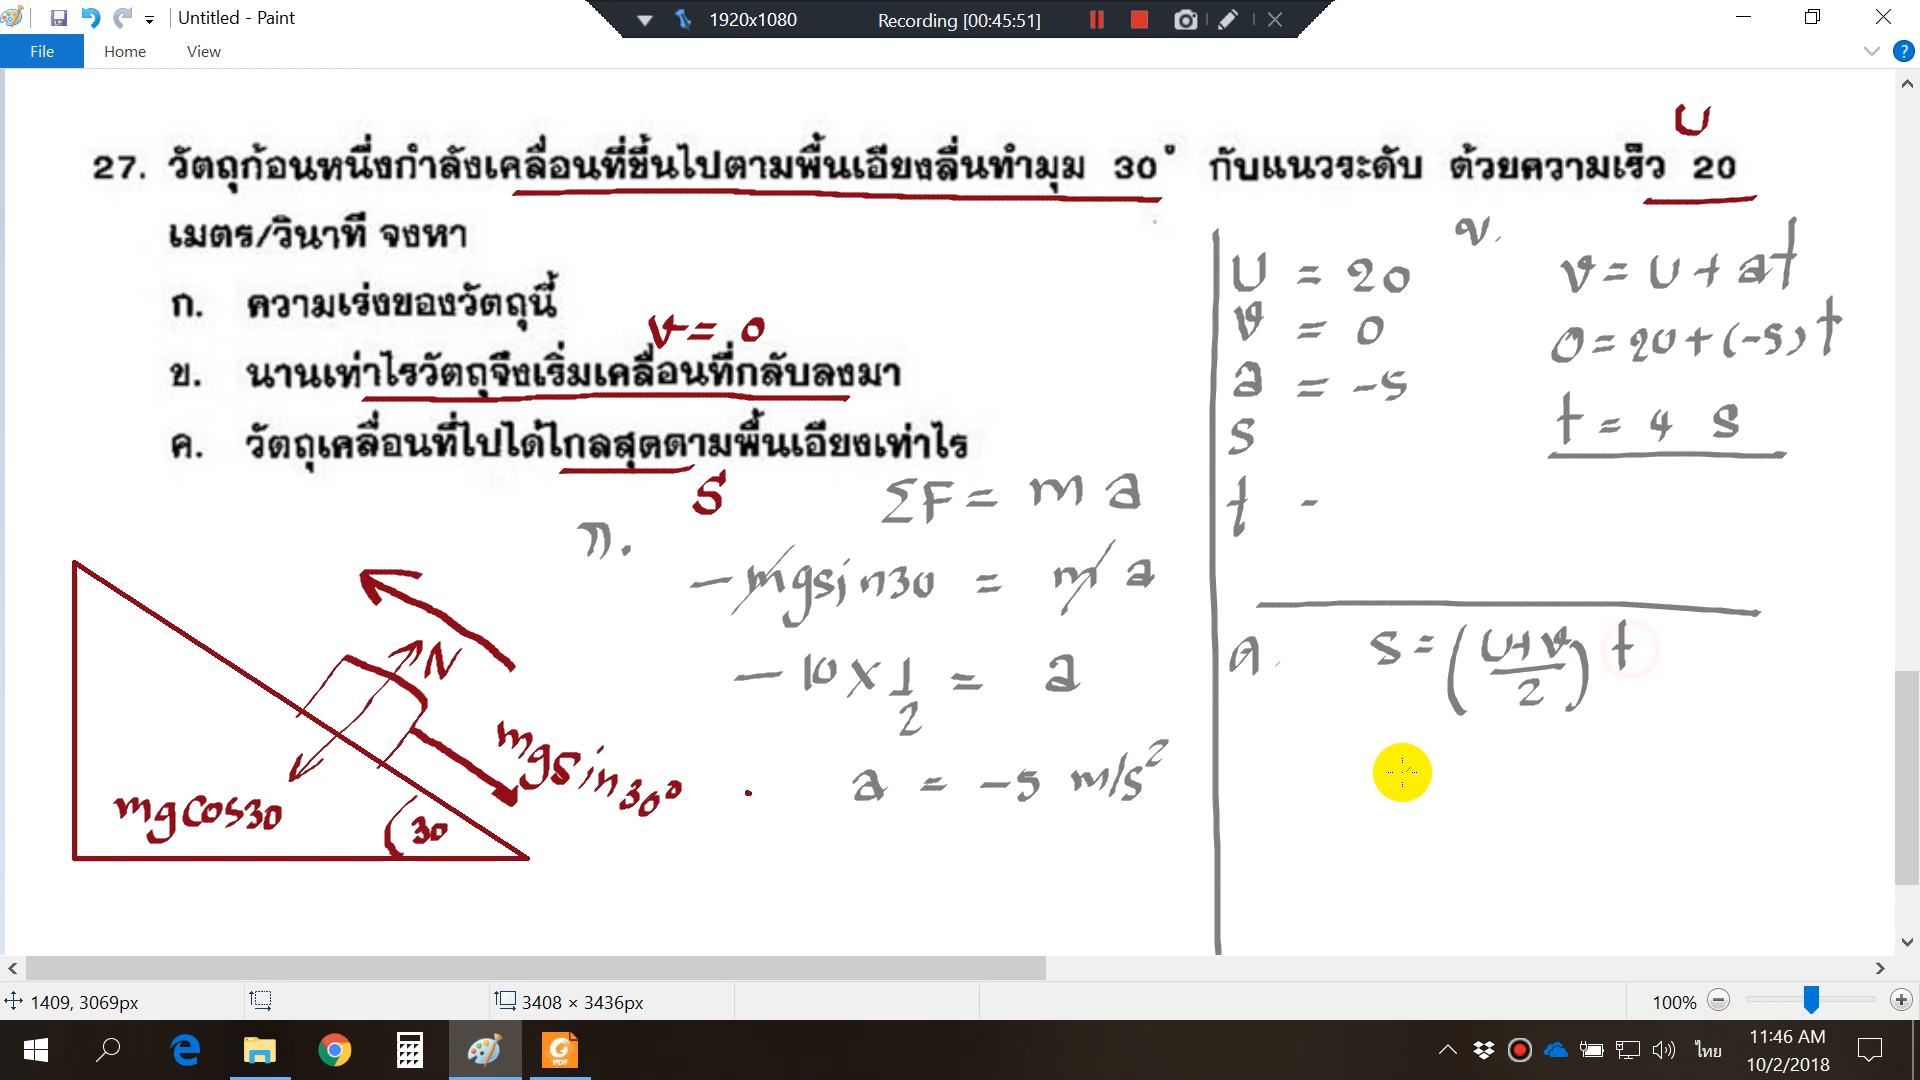 Untitled - Paint
1920x1080
Recording [00:45:51]
File
Home
View
27. วัตถุก้อนหนึ่งกำลังเคลื่อนที่ขึ้นไปตามพื้นเอียงลื่นทำมุม 30° กับแนวระดับ ด้วยความเร็ว 20
U
เมตร/วินาที จงหา
ก. ความเร่งของวัตถุนี้
v = 0
ข. นานเท่าไรวัตถุจึงเริ่มเคลื่อนที่กลับลงมา
ค. วัตถุเคลื่อนที่ไปได้ไกลสุดตามพื้นเอียงเท่าไร
S
N
mgsin30°
mgcos30
30
ก.
ΣF = ma
-mgsin30 = ma
-10 × 1/2 = a
a = -5 m/s²
U = 20
v = 0
a = -5
S
t -
ข.
v = U + at
0 = 20 + (-5)t
t = 4 S
ค. S = (U+v/2) t
1409, 3069px
3408 × 3436px
100%
PDF
ไทย
11:46 AM
10/2/2018